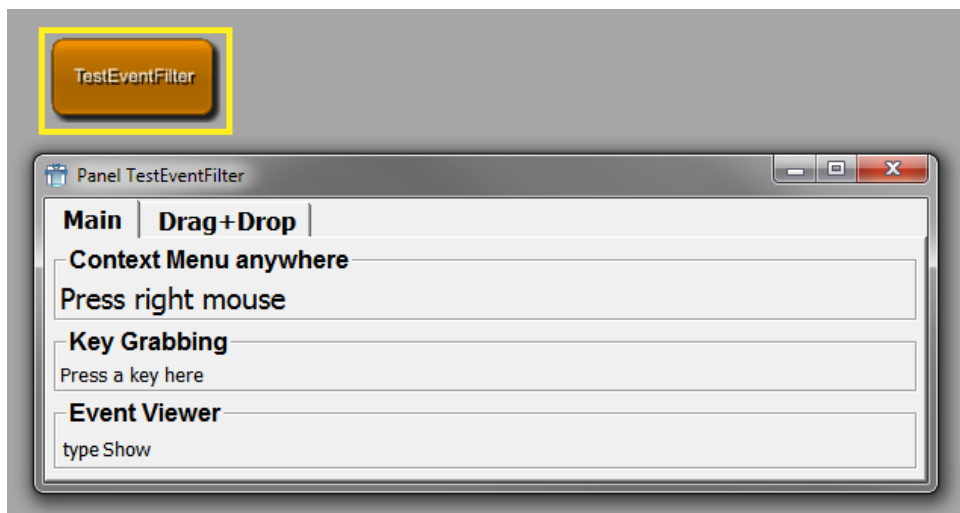 TestEventFilter
Panel TestEventFilter
Main Drag+Drop
Context Menu anywhere
Press right mouse
Key Grabbing
Press a key here
Event Viewer
type Show